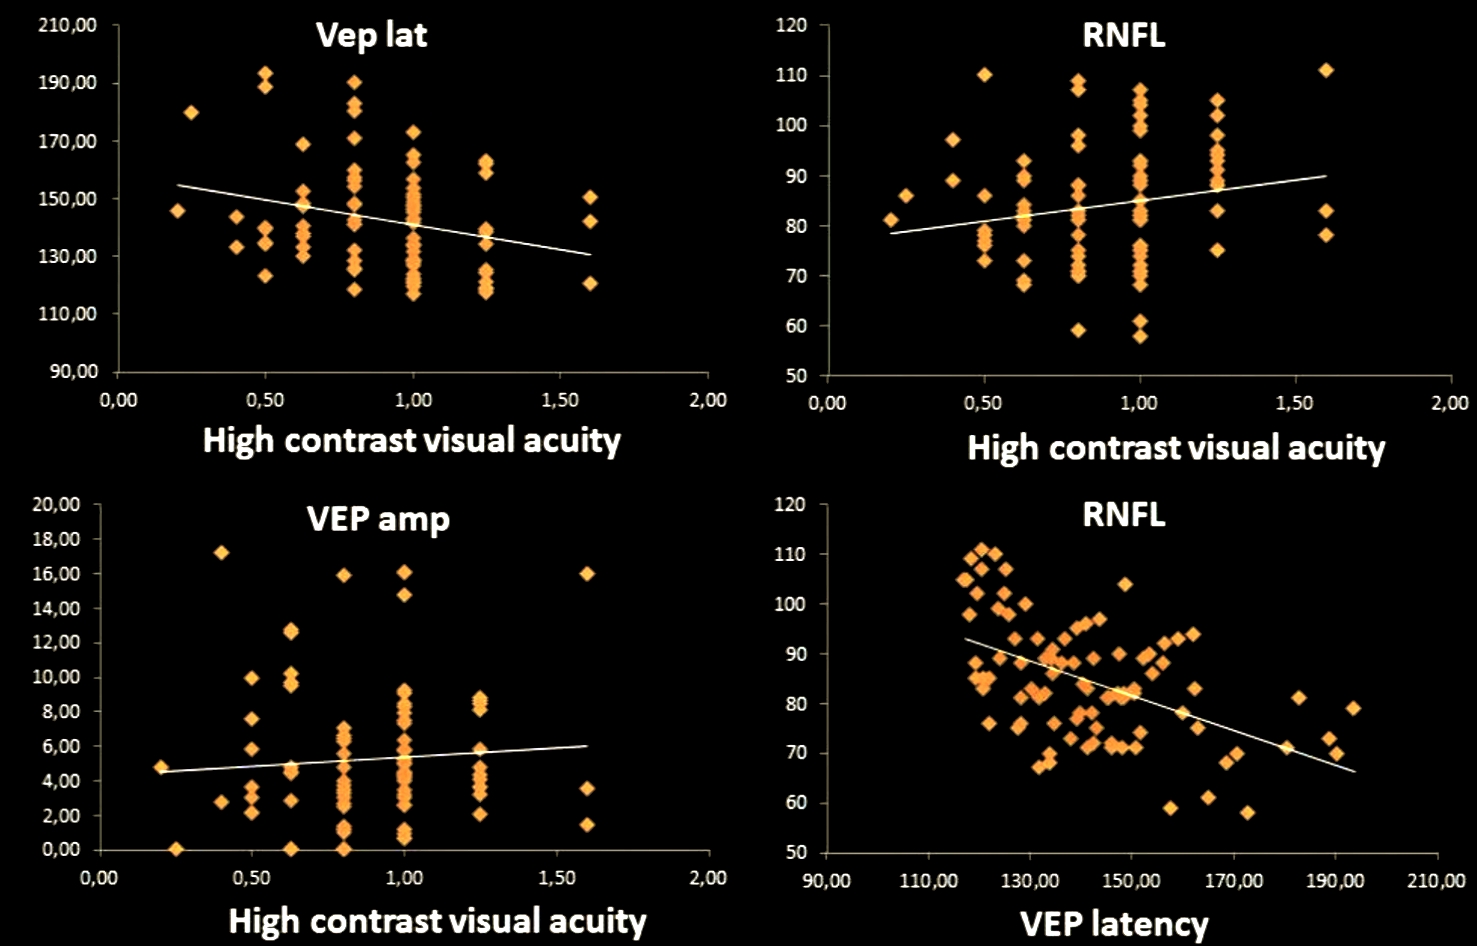 Vep lat
210,00
190,00
170,00
150,00
130,00
110,00
90,00
0,00 0,50 1,00 1,50 2,00
High contrast visual acuity
RNFL
120
110
100
90
80
70
60
50
0,00 0,50 1,00 1,50 2,00
High contrast visual acuity
VEP amp
20,00
18,00
16,00
14,00
12,00
10,00
8,00
6,00
4,00
2,00
0,00
0,00 0,50 1,00 1,50 2,00
High contrast visual acuity
RNFL
120
110
100
90
80
70
60
50
90,00 110,00 130,00 150,00 170,00 190,00 210,00
VEP latency